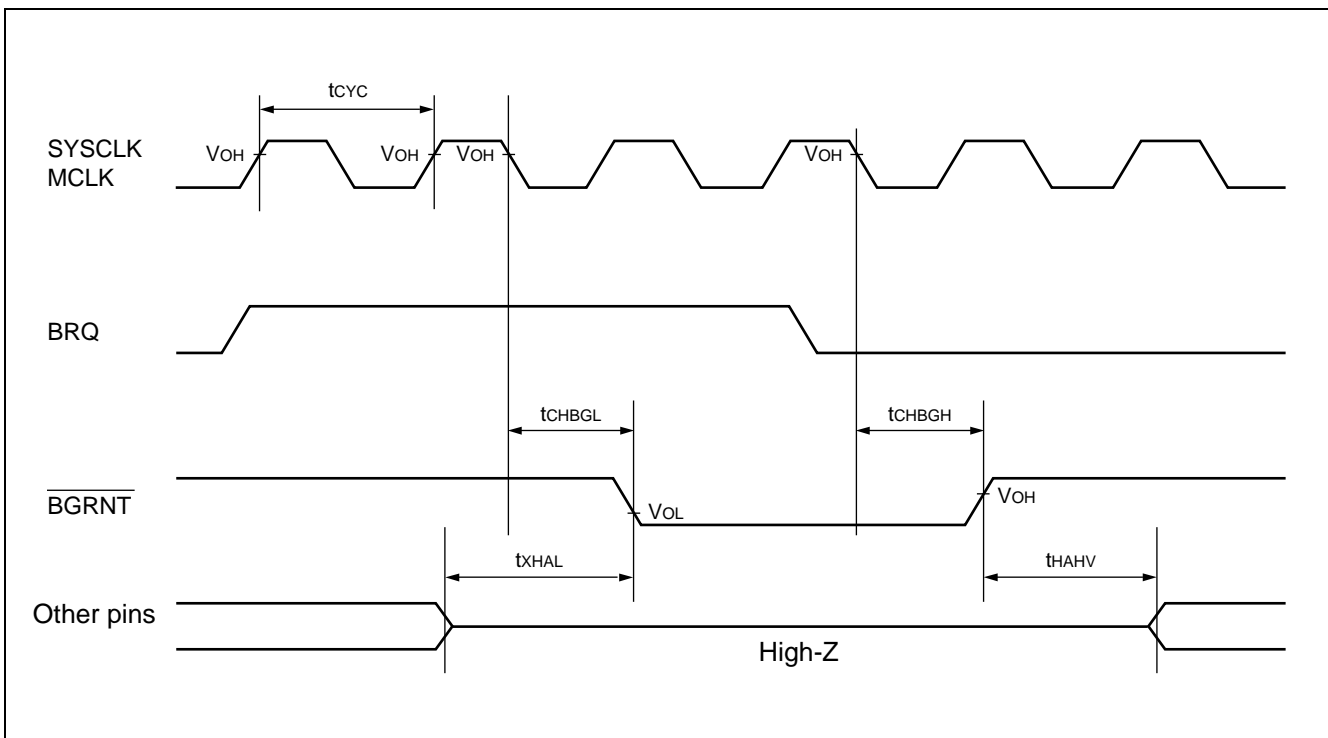 tCYC
SYSCLK
MCLK
VOH
VOH
VOH
VOH
BRQ
tCHBGL
tCHBGH
BGRNT
VOL
VOH
tXHAL
tHAHV
Other pins
High-Z